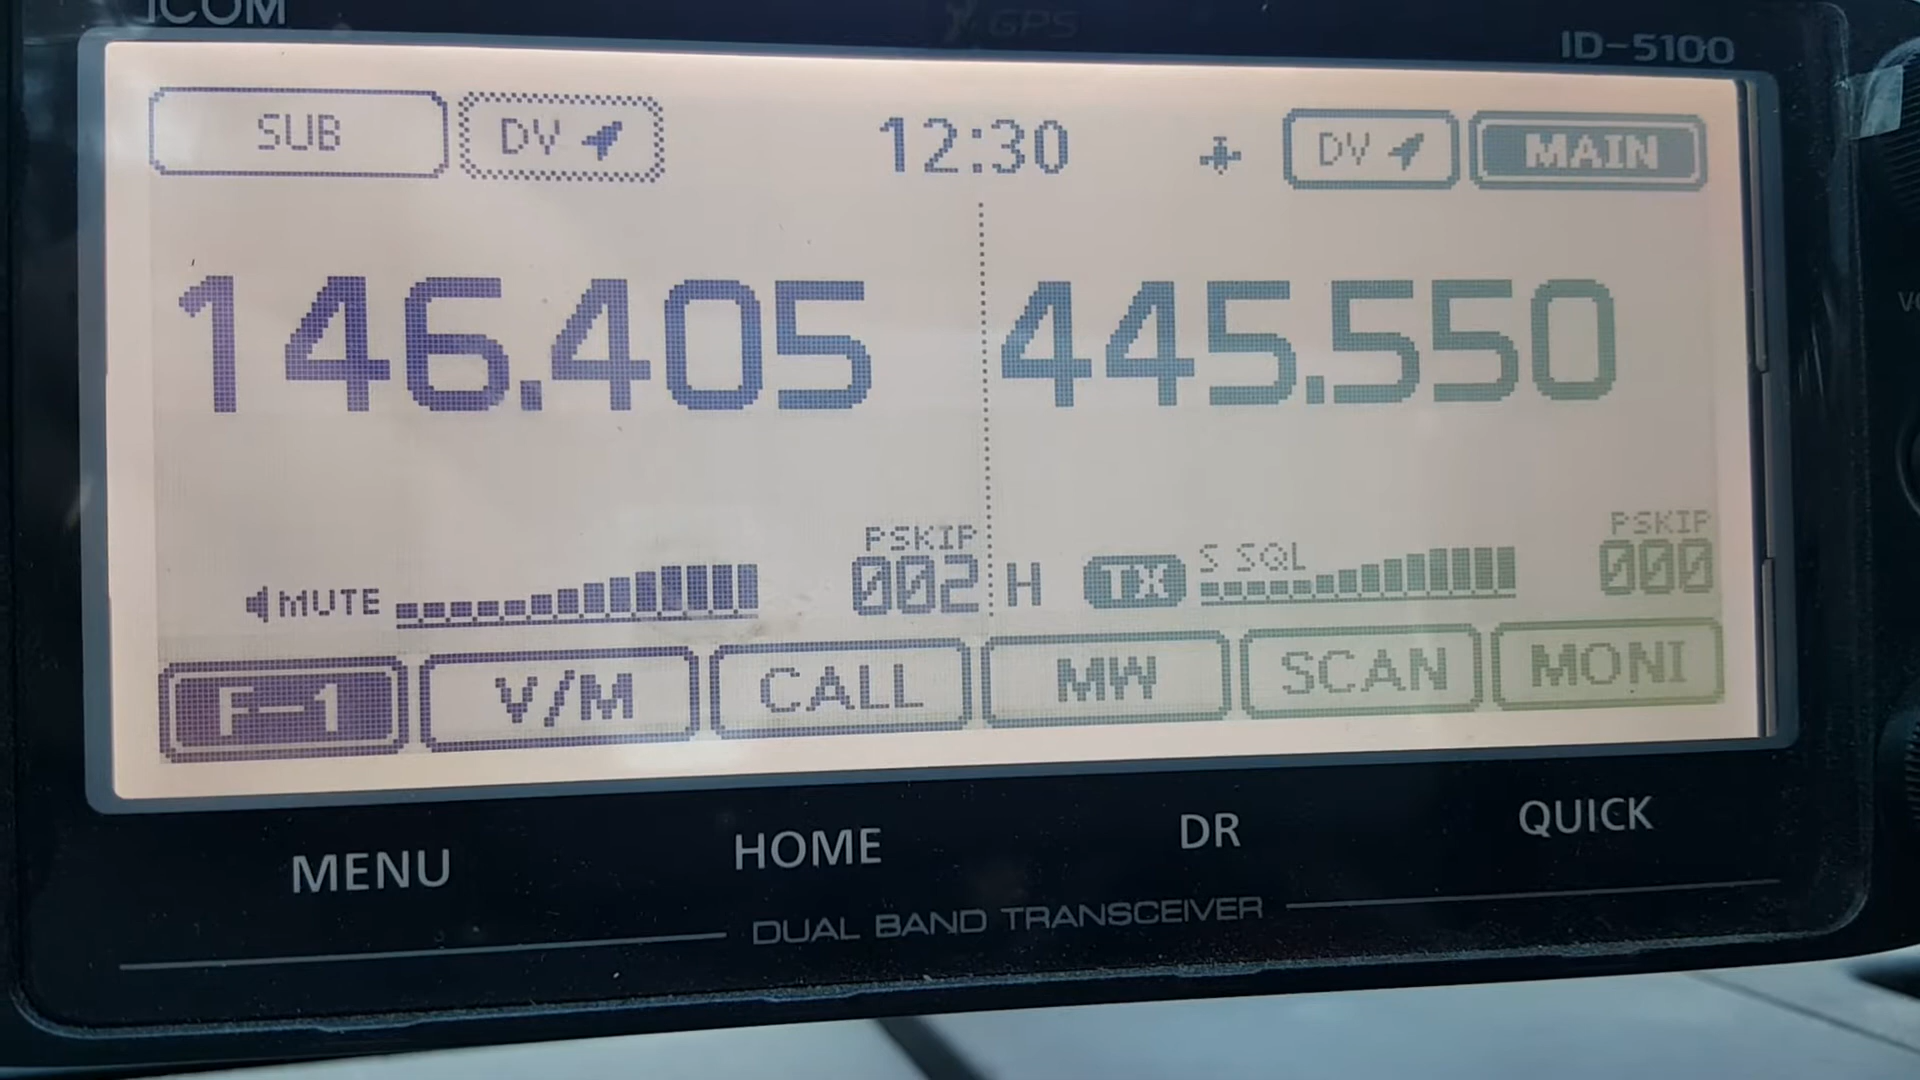 ICOM GPS ID-5100
SUB DV 12:30 DV MAIN
146.405 445.550
PSKIP PSKIP
MUTE 002 H TX S SQL 000
F-1 V/M CALL MW SCAN MONI
MENU HOME DR QUICK
DUAL BAND TRANSCEIVER